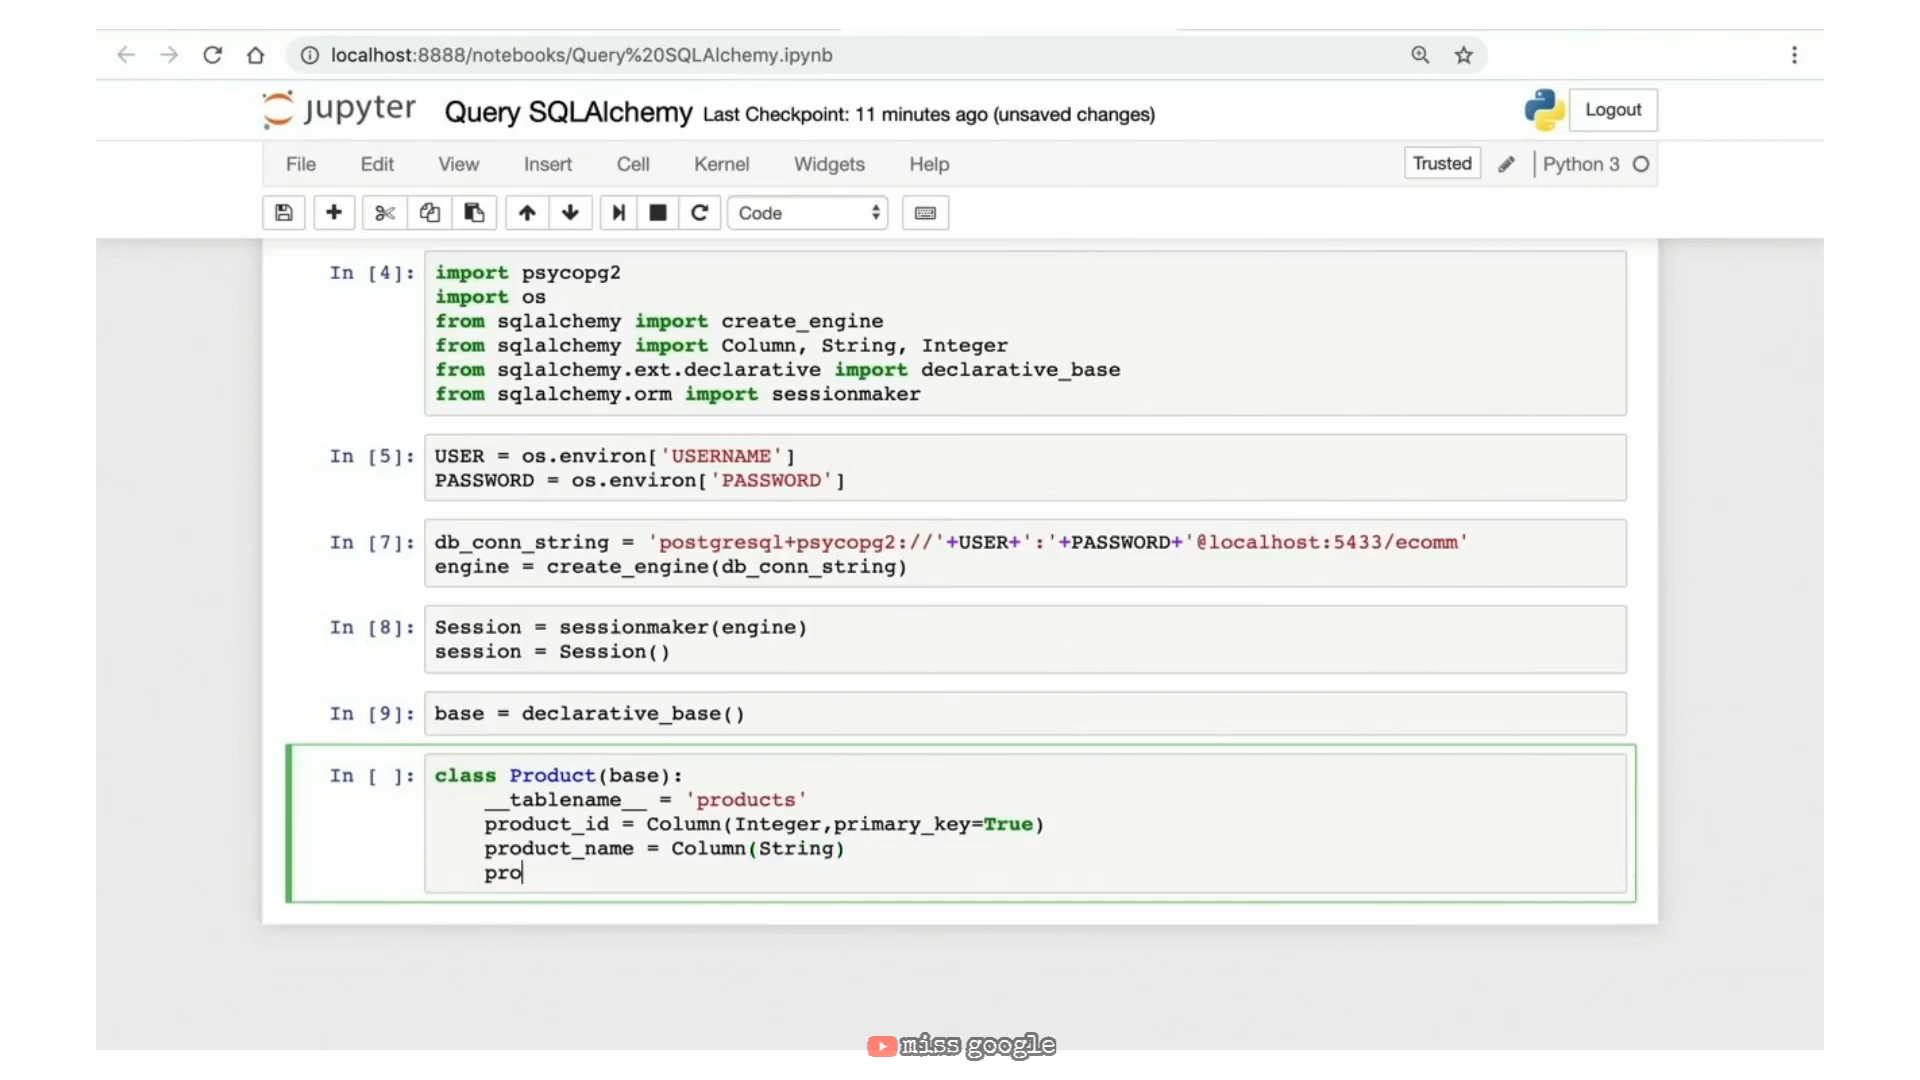 localhost:8888/notebooks/Query%20SQLAlchemy.ipynb
jupyter Query SQLAlchemy Last Checkpoint: 11 minutes ago (unsaved changes) Logout
File Edit View Insert Cell Kernel Widgets Help Trusted Python 3
Code
In [4]: import psycopg2
import os
from sqlalchemy import create_engine
from sqlalchemy import Column, String, Integer
from sqlalchemy.ext.declarative import declarative_base
from sqlalchemy.orm import sessionmaker
In [5]: USER = os.environ['USERNAME']
PASSWORD = os.environ['PASSWORD']
In [7]: db_conn_string = 'postgresql+psycopg2://'+USER+':'+PASSWORD+'@localhost:5433/ecomm'
engine = create_engine(db_conn_string)
In [8]: Session = sessionmaker(engine)
session = Session()
In [9]: base = declarative_base()
In [ ]: class Product(base):
__tablename__ = 'products'
product_id = Column(Integer,primary_key=True)
product_name = Column(String)
pro
miss google